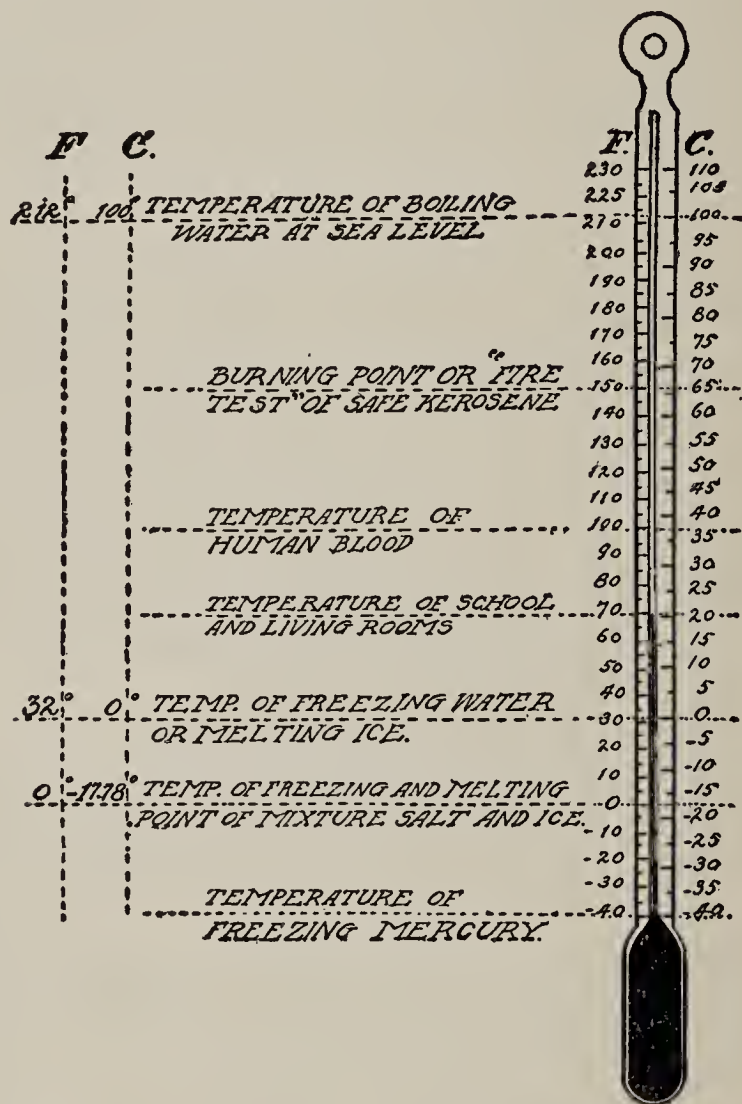 F C.
F. C.
230 110
225 105
212° 100° TEMPERATURE OF BOILING
WATER AT SEA LEVEL
210 100
200 95
190 90
180 85
170 80
160 75
70
BURNING POINT OR "FIRE
TEST" OF SAFE KEROSENE
150 65
140 60
130 55
120 50
110 45
40
TEMPERATURE OF
HUMAN BLOOD
100 35
90 30
80 25
TEMPERATURE OF SCHOOL
AND LIVING ROOMS
70 20
60 15
50 10
40 5
32° 0° TEMP. OF FREEZING WATER
OR MELTING ICE.
30 0
20 -5
10 -10
-15
0° -17.78° TEMP. OF FREEZING AND MELTING
POINT OF MIXTURE SALT AND ICE.
0 -20
-10 -25
-20 -30
-30 -35
TEMPERATURE OF
FREEZING MERCURY.
-40 -40